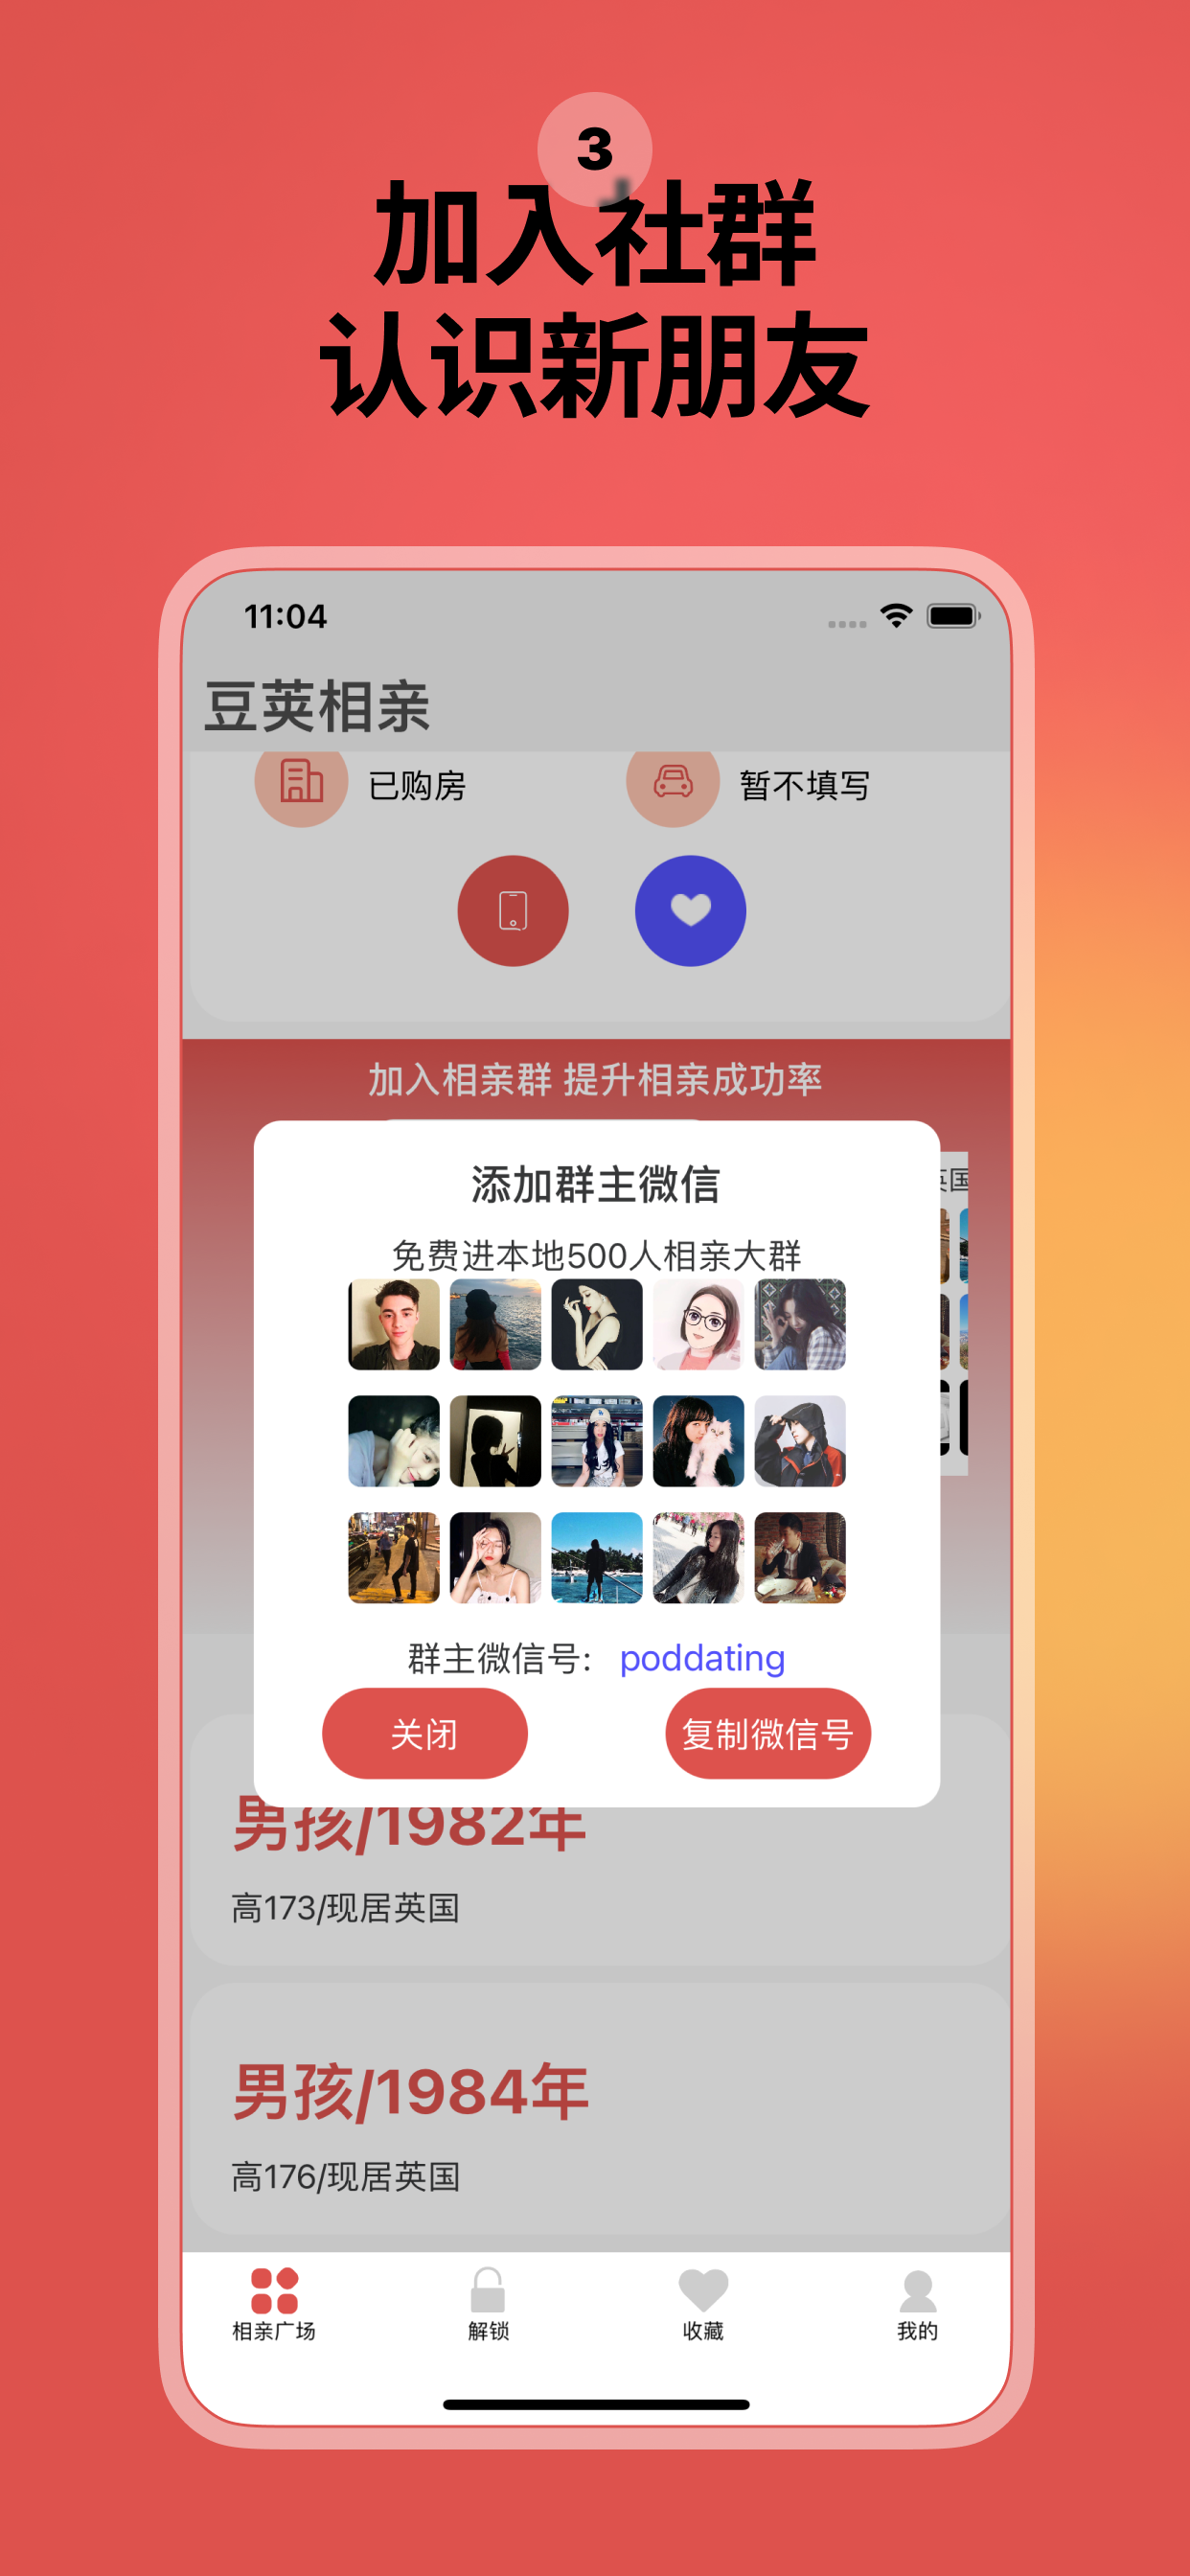 3
加入社群
认识新朋友
11:04
豆荚相亲
已购房
暂不填写
加入相亲群 提升相亲成功率
添加群主微信
免费进本地500人相亲大群
群主微信号: poddating
关闭
复制微信号
男孩/1982年
高173/现居英国
男孩/1984年
高176/现居英国
相亲广场
解锁
收藏
我的